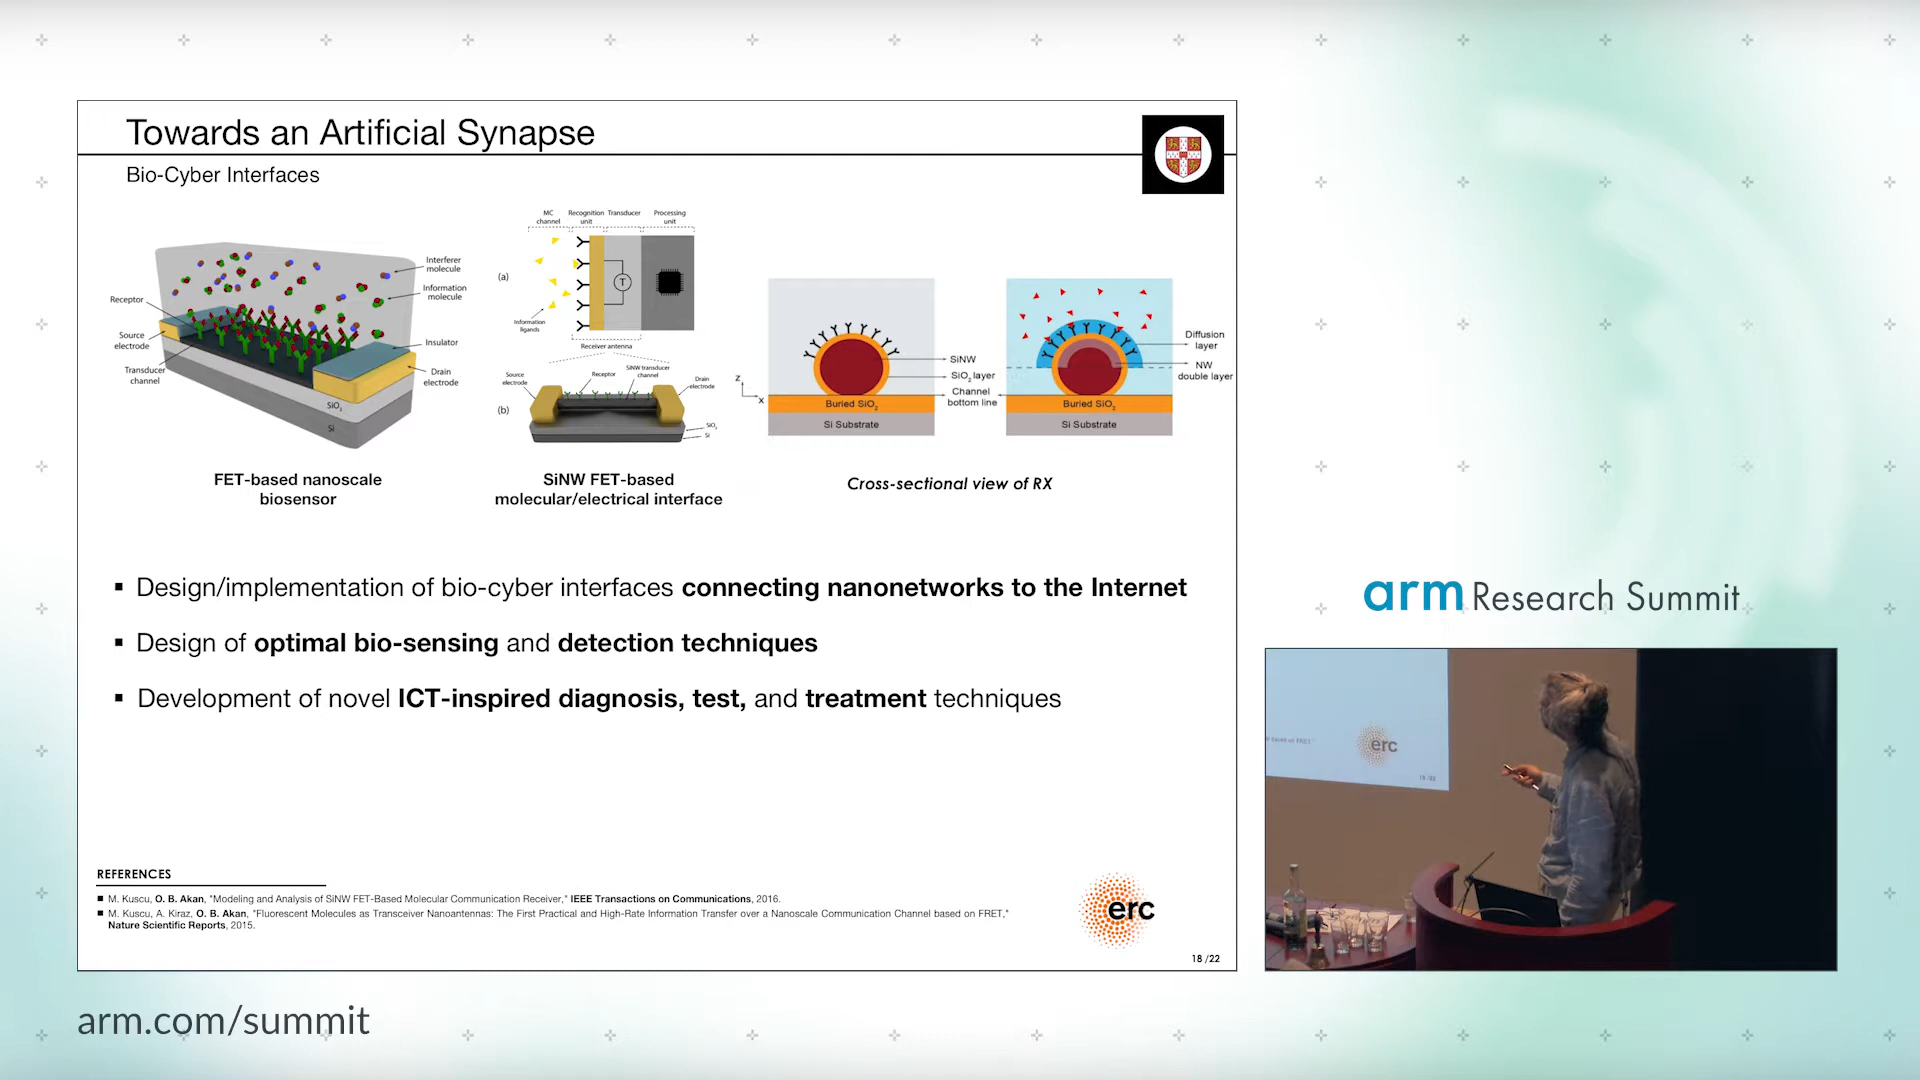 Towards an Artificial Synapse
Bio-Cyber Interfaces
Interferer
molecule
Information
molecule
Receptor
Source
electrode
Transducer
channel
Insulator
Drain
electrode
SiO2
Si
FET-based nanoscale
biosensor
MC
channel
Recognition
unit
Transducer
Processing
unit
(a)
T
Information
ligands
Receiver antenna
Source
electrode
Receptor
SiNW transducer
channel
Drain
electrode
(b)
SiO2
Si
SiNW FET-based
molecular/electrical interface
z
x
SiNW
SiO2 layer
Channel
bottom line
Buried SiO2
Si Substrate
Diffusion
layer
NW
double layer
Buried SiO2
Si Substrate
Cross-sectional view of RX
▪ Design/implementation of bio-cyber interfaces connecting nanonetworks to the Internet
▪ Design of optimal bio-sensing and detection techniques
▪ Development of novel ICT-inspired diagnosis, test, and treatment techniques
REFERENCES
■ M. Kuscu, O. B. Akan, "Modeling and Analysis of SiNW FET-Based Molecular Communication Receiver," IEEE Transactions on Communications, 2016.
■ M. Kuscu, A. Kiraz, O. B. Akan, "Fluorescent Molecules as Transceiver Nanoantennas: The First Practical and High-Rate Information Transfer over a Nanoscale Communication Channel based on FRET,"
Nature Scientific Reports, 2015.
erc
18 /22
arm Research Summit
based on FRET,"
erc
18 /22
arm.com/summit